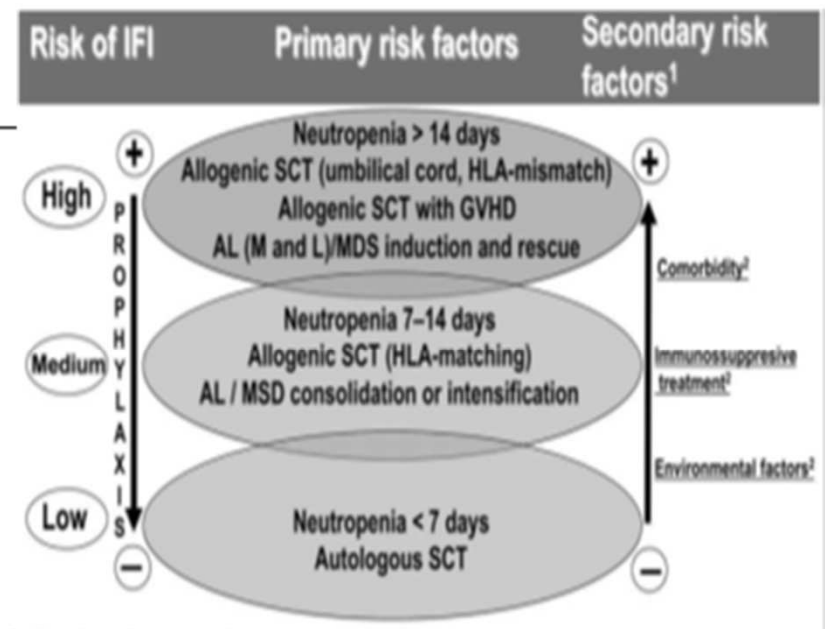 Risk of IFI
Primary risk factors
Secondary risk
factors1
+
High
Neutropenia > 14 days
Allogenic SCT (umbilical cord, HLA-mismatch)
Allogenic SCT with GVHD
AL (M and L)/MDS induction and rescue
+
PROPHYLAXIS
Comorbidity2
Medium
Neutropenia 7–14 days
Allogenic SCT (HLA-matching)
AL / MSD consolidation or intensification
Immunossuppresive
treatment2
Environmental factors2
Low
Neutropenia < 7 days
Autologous SCT
−
−